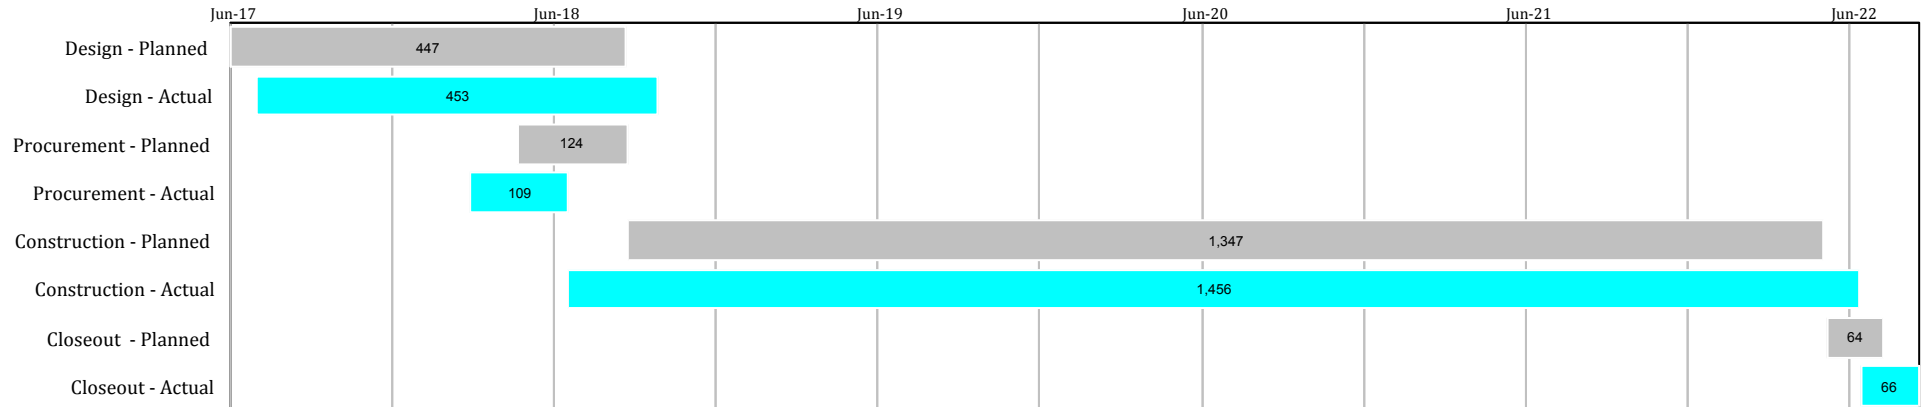 Jun-17 Jun-18 Jun-19 Jun-20 Jun-21 Jun-22
Design - Planned 447
Design - Actual 453
Procurement - Planned 124
Procurement - Actual 109
Construction - Planned 1,347
Construction - Actual 1,456
Closeout  - Planned 64
Closeout - Actual 66